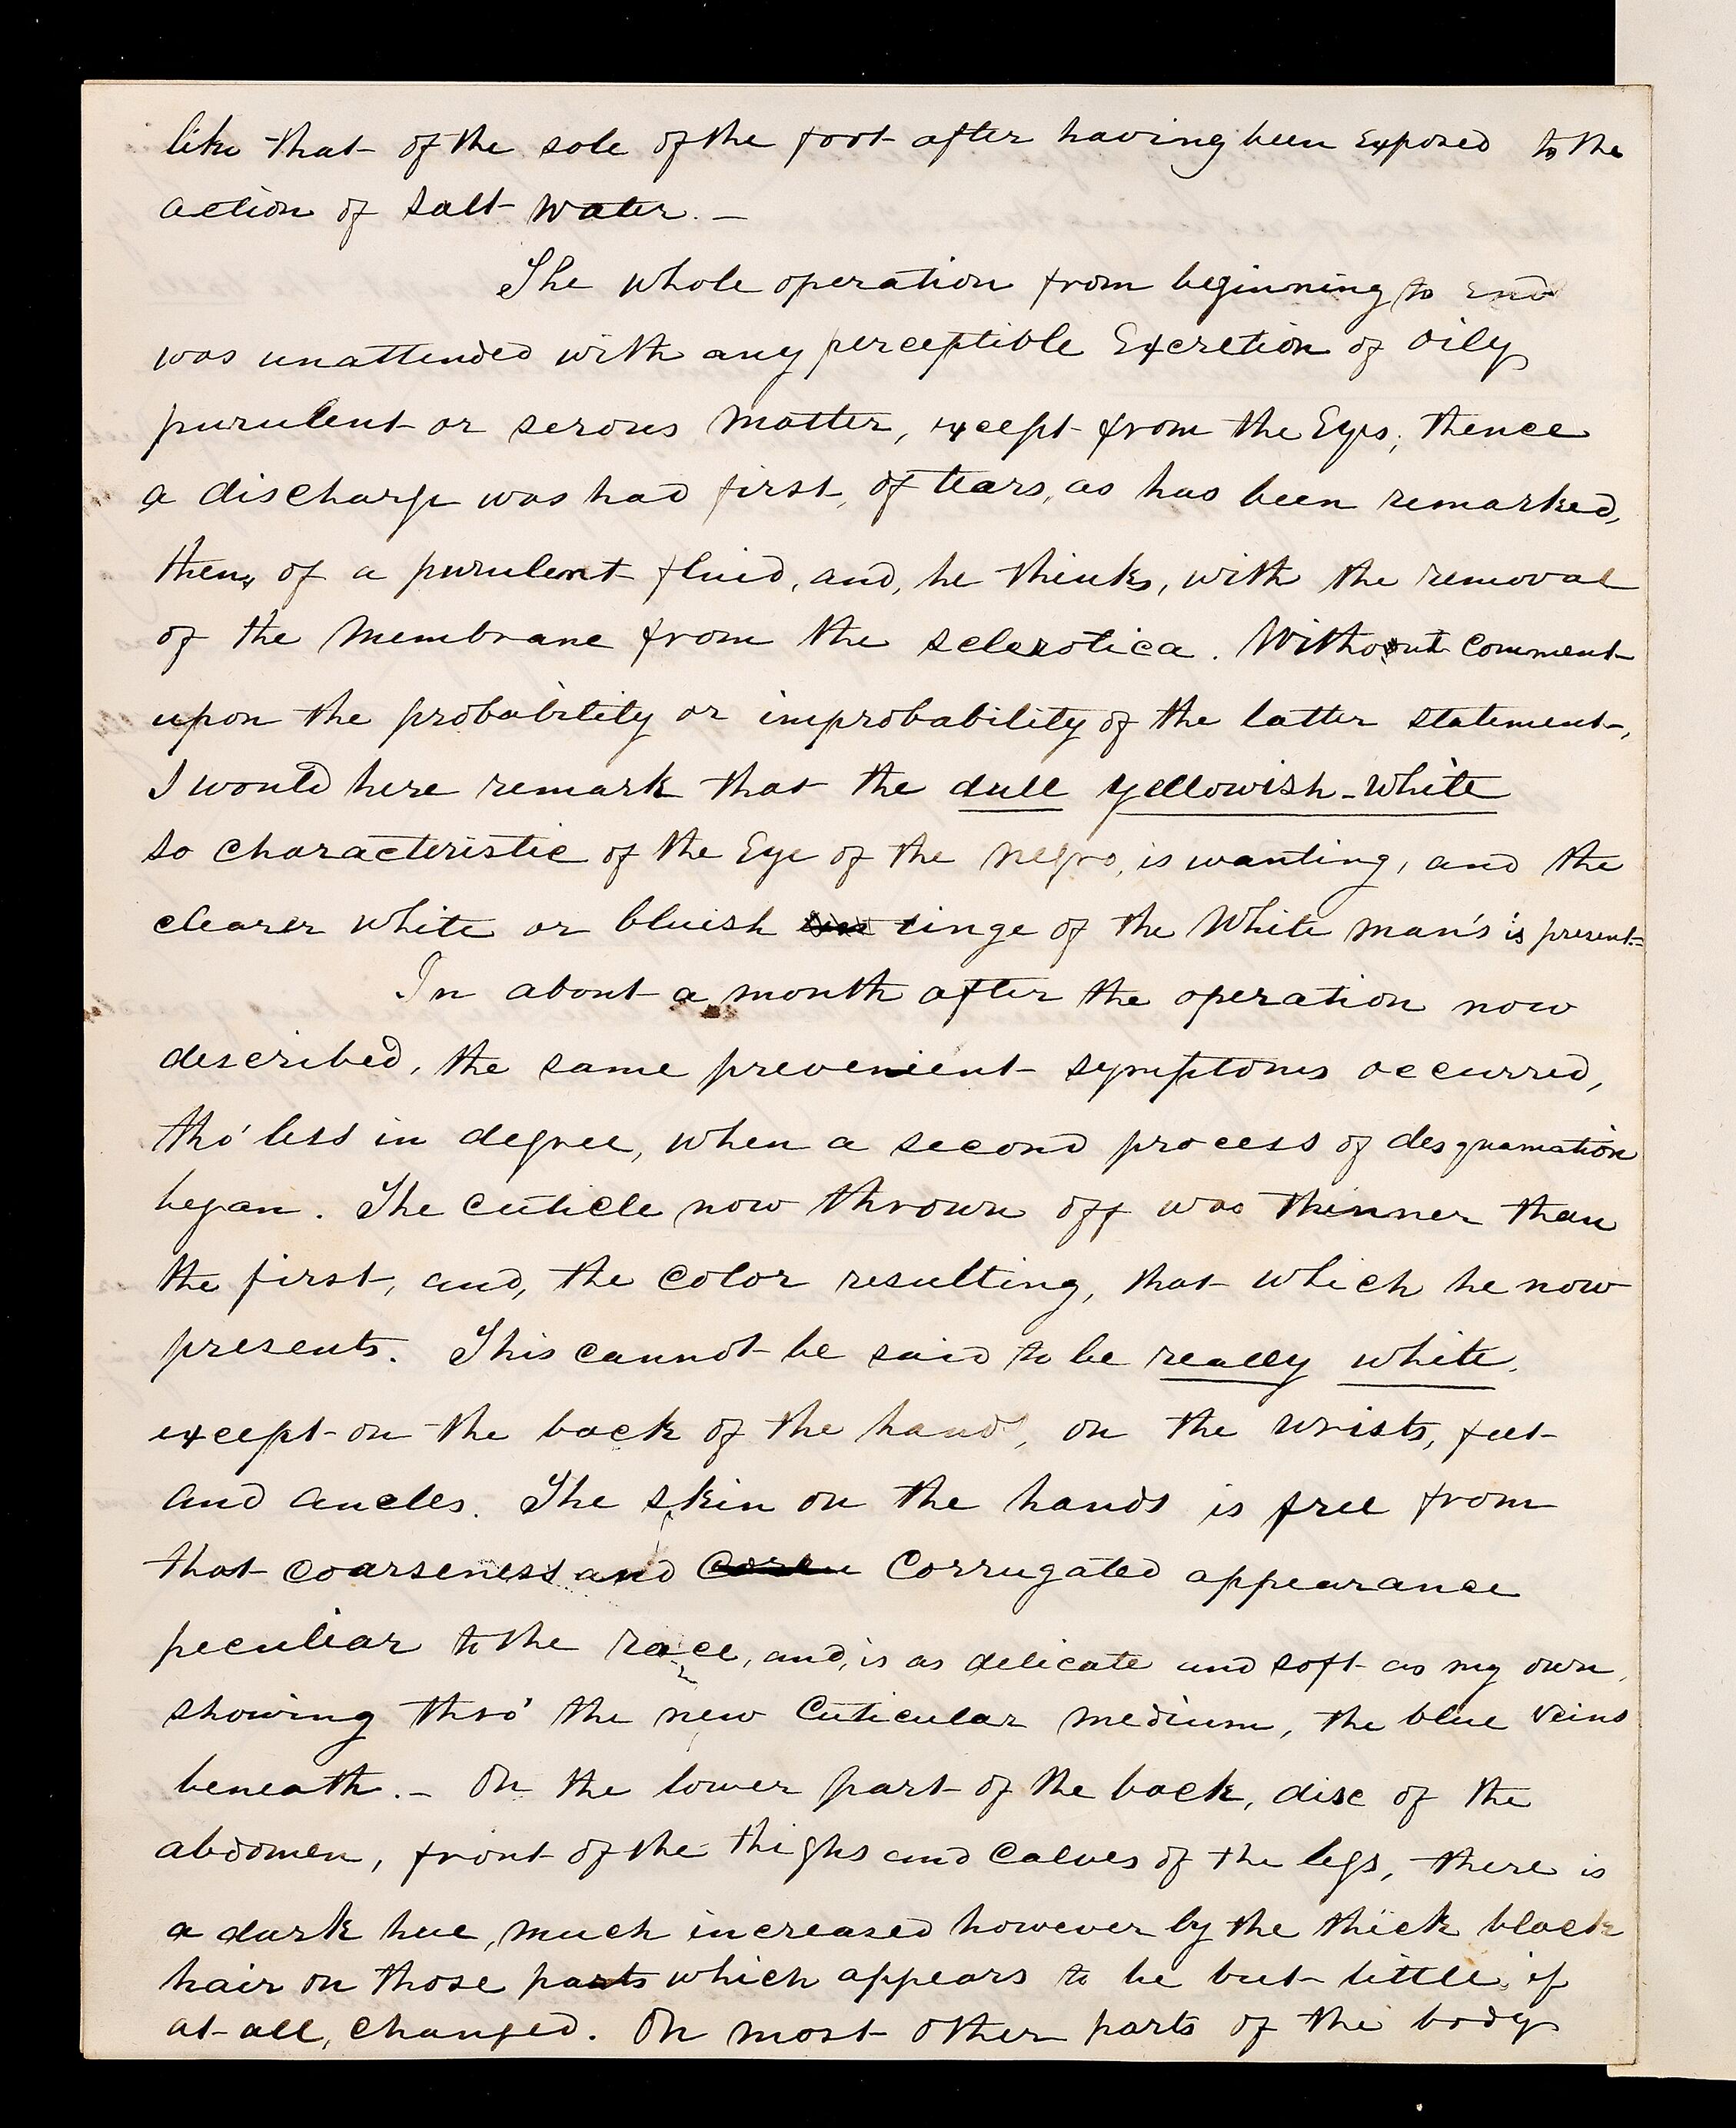 like that of the sole of the foot after having been exposed to the
action of salt water. —
The whole operation from beginning to end
was unattended with any perceptible Excretion of oily
purulent or serous matter, except from the Eyes; thence
a discharge was had first, of tears, as has been remarked,
then, of a purulent fluid, and, he thinks, with the removal
of the membrane from the sclerotica. Without comment
upon the probability or improbability of the latter statement,
I would here remark that the dull yellowish-white
so characteristic of the Eye of the negro, is wanting, and the
clearer white or bluish tinge of the White man's is present.
In about a month after the operation now
described, the same prevenient symptoms occurred,
tho' less in degree, when a second process of desquamation
began. The cuticle now thrown off was thinner than
the first, and, the color resulting, that which he now
presents. This cannot be said to be really white,
except on the back of the hand, on the wrists, feet
and ancles. The skin on the hands is free from
that coarseness and corrugated appearance
peculiar to the race, and, is as delicate and soft as my own,
showing thro' the new cuticular medium, the blue veins
beneath. – On the lower part of the back, disc of the
abdomen, front of the thighs and calves of the legs, there is
a dark hue, much increased however by the thick black
hair on those parts which appears to be but little, if
at all, changed. On most other parts of the body